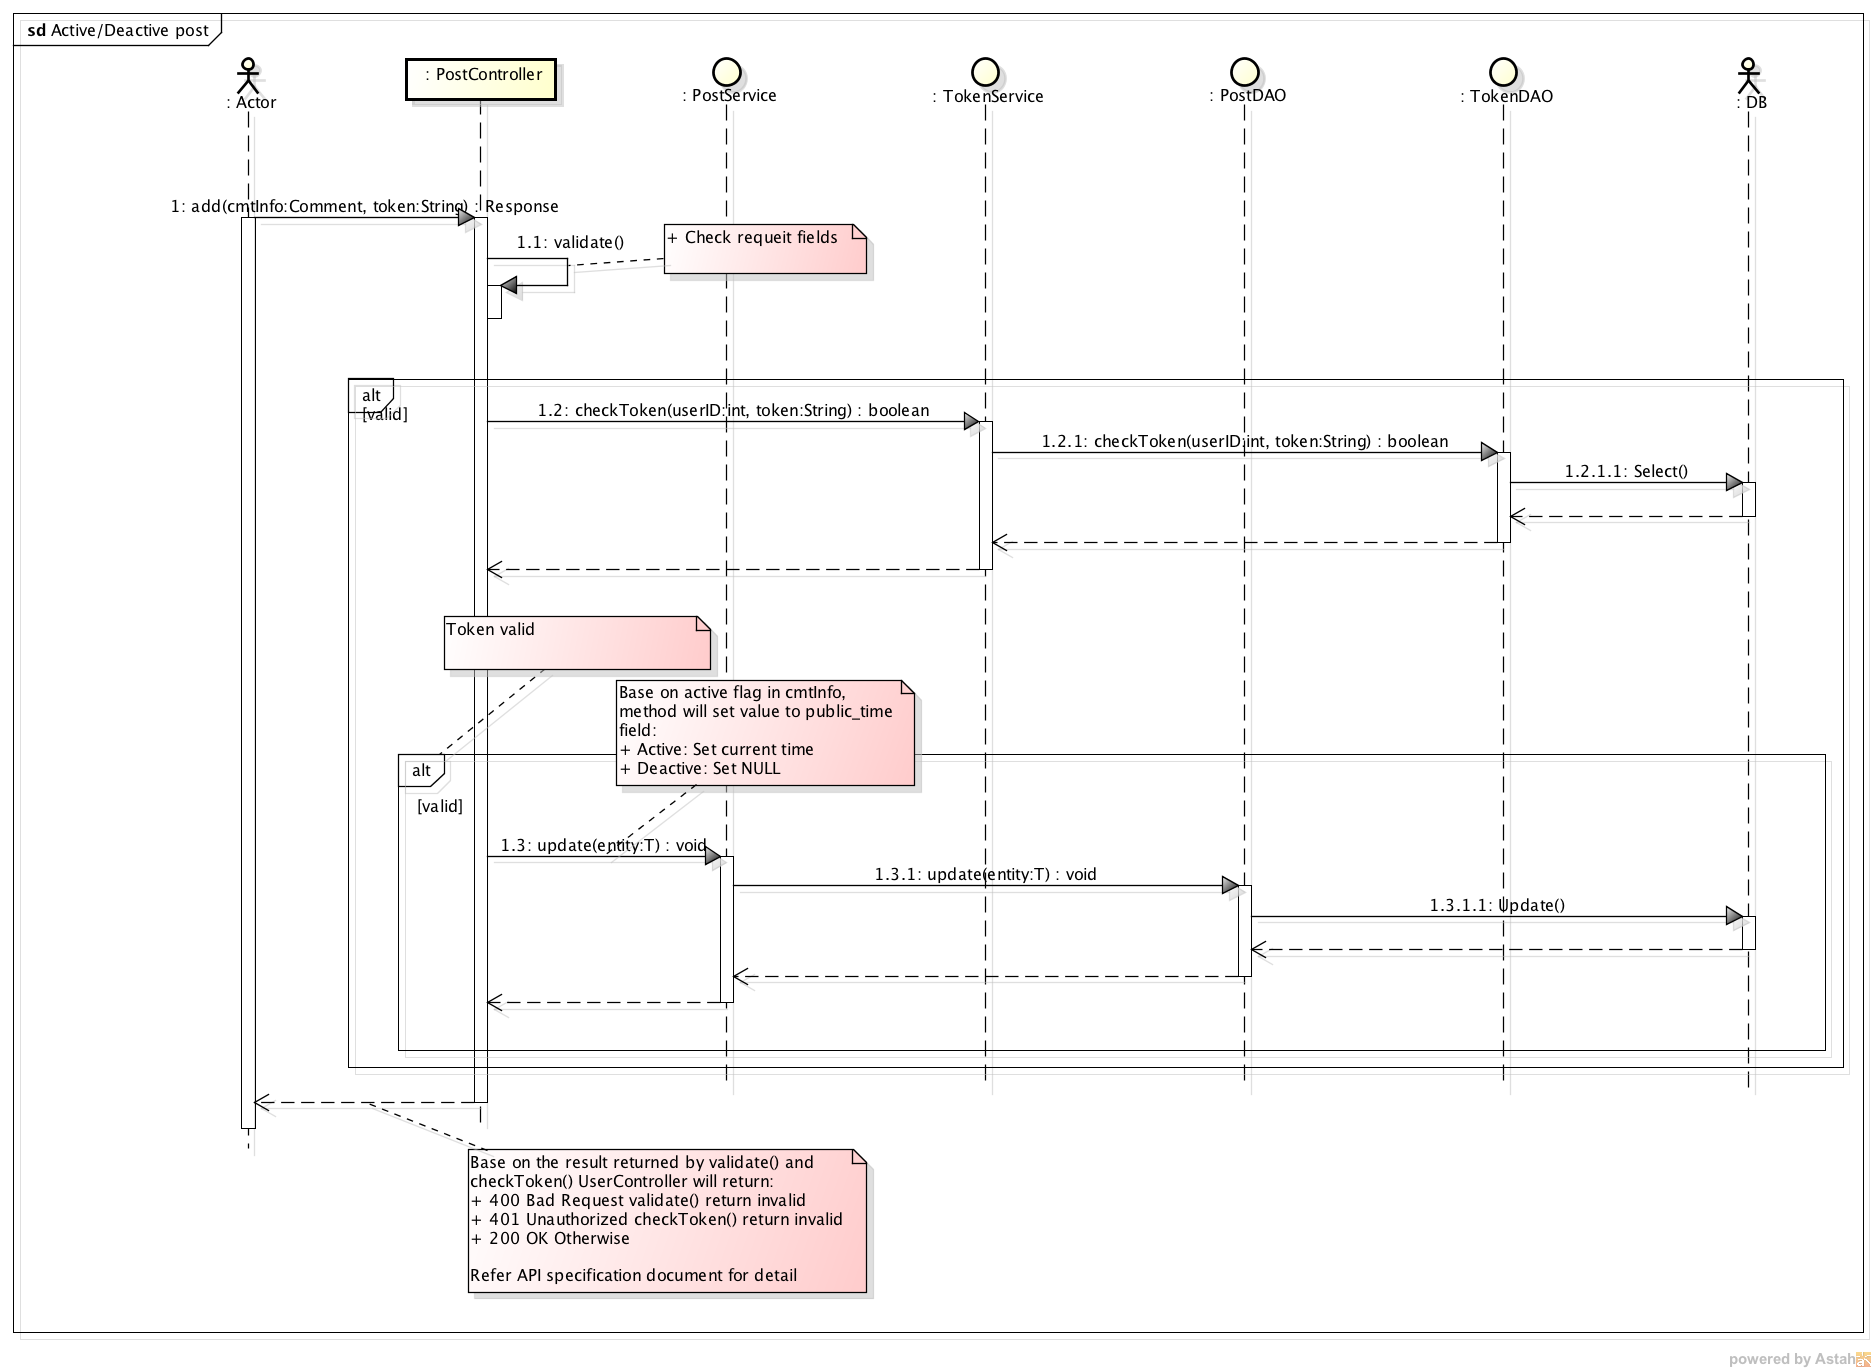 sd Active/Deactive post
: Actor
: PostController
: PostService
: TokenService
: PostDAO
: TokenDAO
: DB
1: add(cmtInfo:Comment, token:String) : Response
1.1: validate()
+ Check requeit fields
alt
[valid]
1.2: checkToken(userID:int, token:String) : boolean
1.2.1: checkToken(userID:int, token:String) : boolean
1.2.1.1: Select()
Token valid
Base on active flag in cmtInfo,
method will set value to public_time
field:
+ Active: Set current time
+ Deactive: Set NULL
alt
[valid]
1.3: update(entity:T) : void
1.3.1: update(entity:T) : void
1.3.1.1: Update()
Base on the result returned by validate() and
checkToken() UserController will return:
+ 400 Bad Request validate() return invalid
+ 401 Unauthorized checkToken() return invalid
+ 200 OK Otherwise
Refer API specification document for detail
powered by Astah